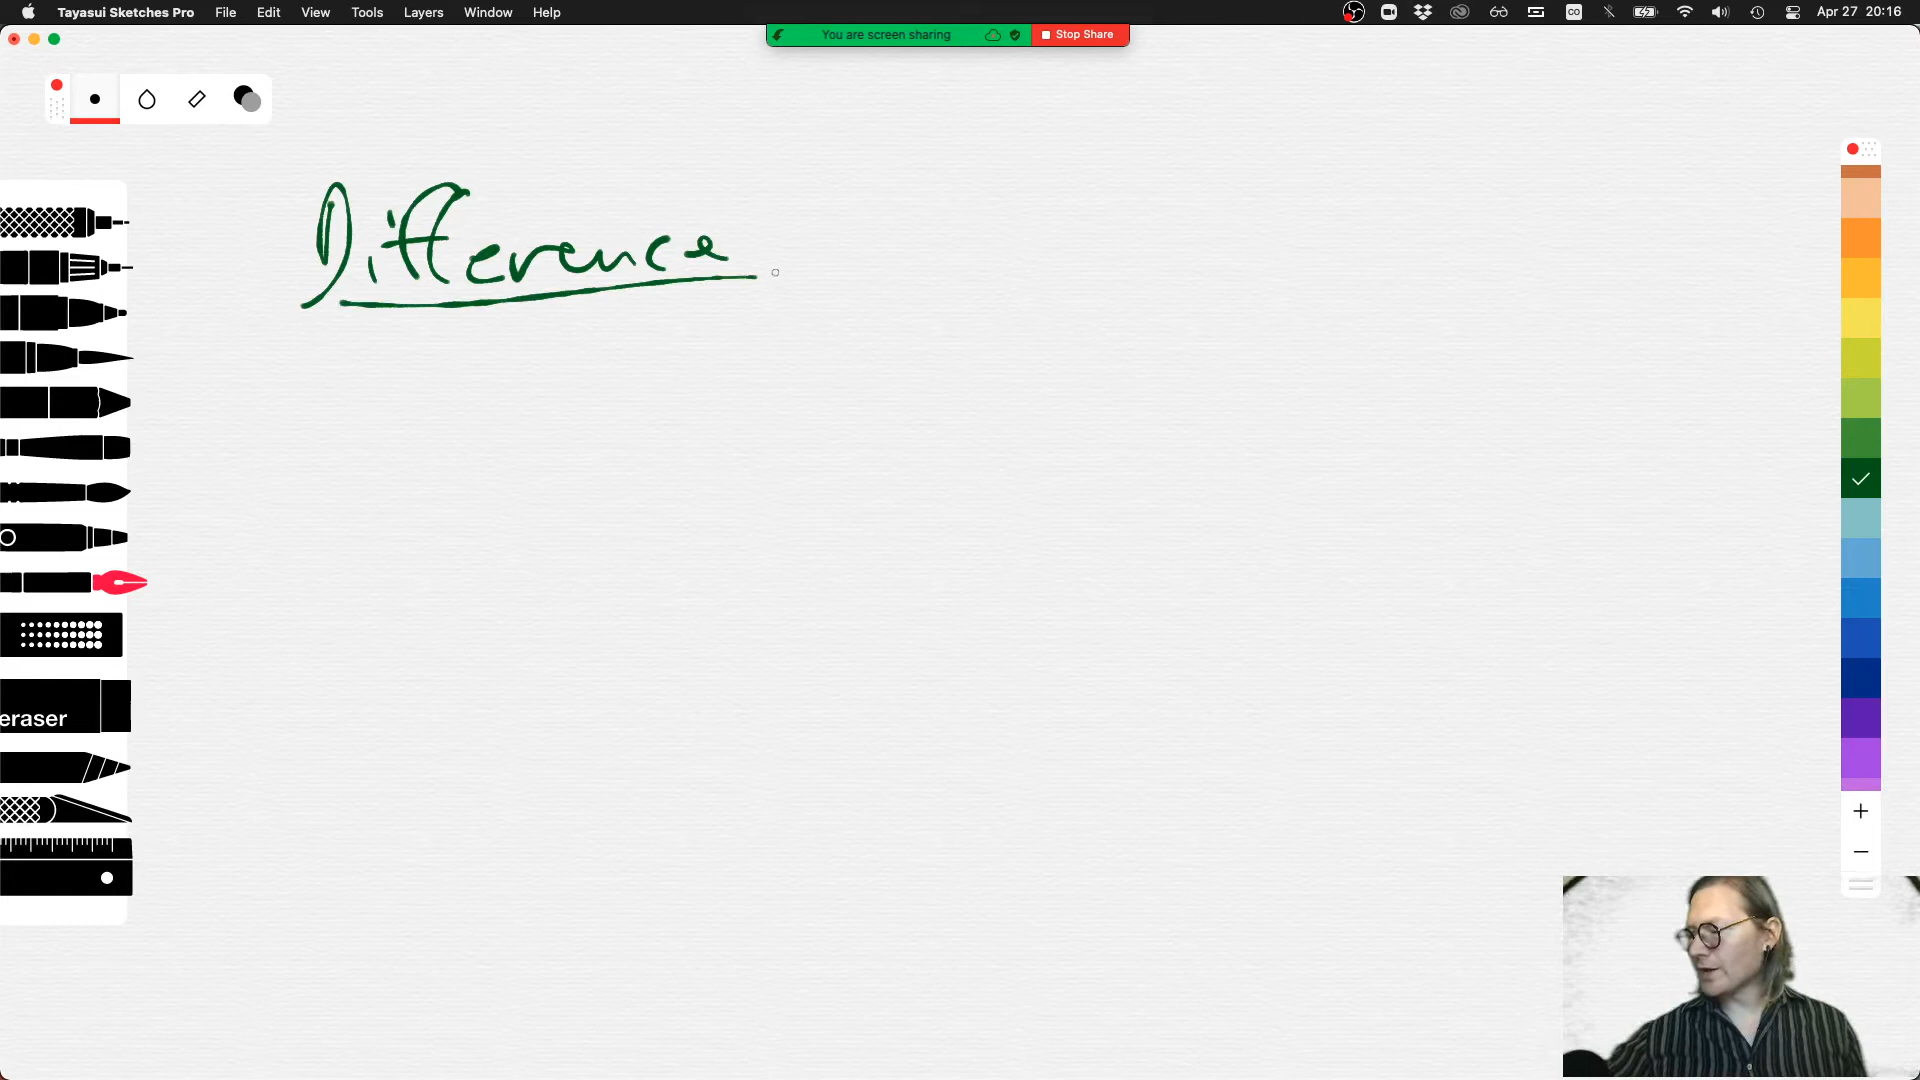 Tayasui Sketches Pro File Edit View Tools Layers Window Help Apr 27 20:16
You are screen sharing Stop Share
Difference
eraser